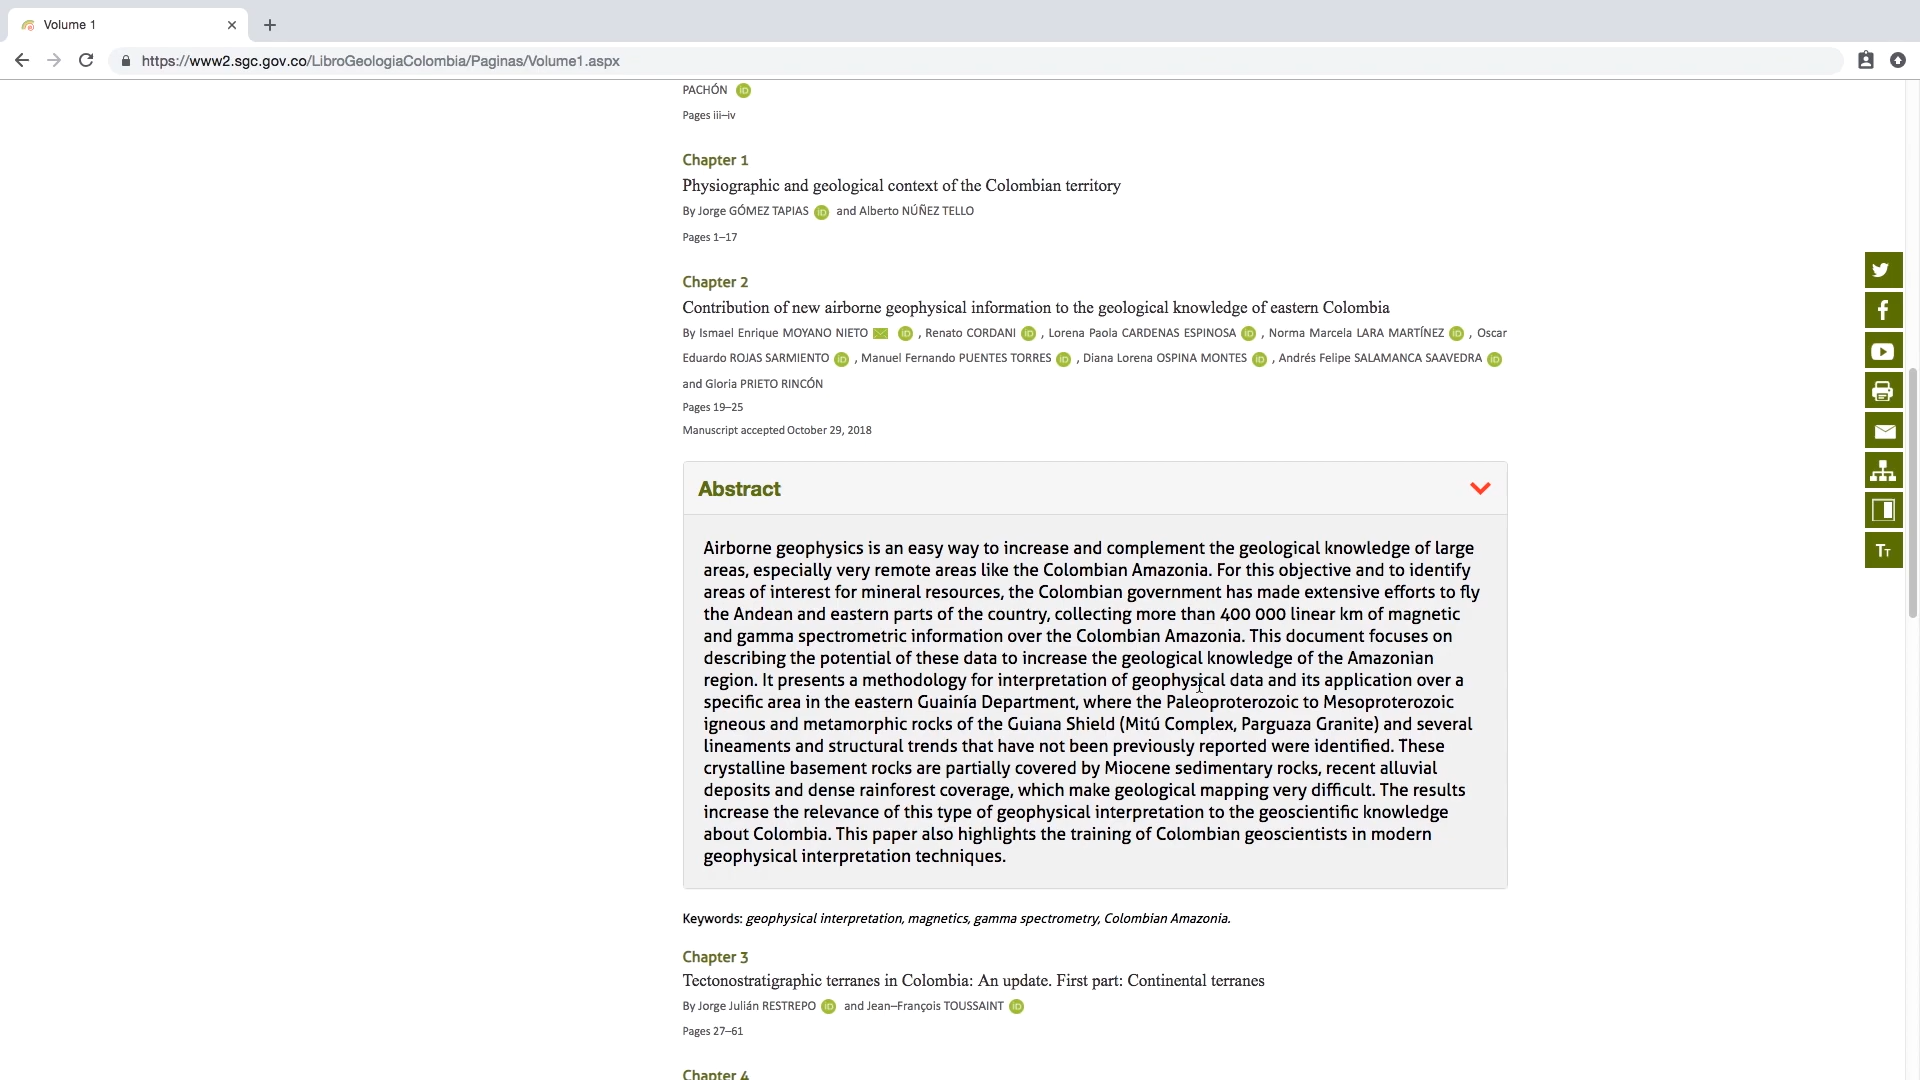 Volume 1
https://www2.sgc.gov.co/LibroGeologiaColombia/Paginas/Volume1.aspx
PACHÓN iD
Pages iii–iv
Chapter 1
Physiographic and geological context of the Colombian territory
By Jorge GÓMEZ TAPIAS iD and Alberto NÚÑEZ TELLO
Pages 1–17
Chapter 2
Contribution of new airborne geophysical information to the geological knowledge of eastern Colombia
By Ismael Enrique MOYANO NIETO iD , Renato CORDANI iD , Lorena Paola CARDENAS ESPINOSA iD , Norma Marcela LARA MARTÍNEZ iD , Oscar
Eduardo ROJAS SARMIENTO iD , Manuel Fernando PUENTES TORRES iD , Diana Lorena OSPINA MONTES iD , Andrés Felipe SALAMANCA SAAVEDRA iD
and Gloria PRIETO RINCÓN
Pages 19–25
Manuscript accepted October 29, 2018
Abstract
Airborne geophysics is an easy way to increase and complement the geological knowledge of large
areas, especially very remote areas like the Colombian Amazonia. For this objective and to identify
areas of interest for mineral resources, the Colombian government has made extensive efforts to fly
the Andean and eastern parts of the country, collecting more than 400 000 linear km of magnetic
and gamma spectrometric information over the Colombian Amazonia. This document focuses on
describing the potential of these data to increase the geological knowledge of the Amazonian
region. It presents a methodology for interpretation of geophysical data and its application over a
specific area in the eastern Guainía Department, where the Paleoproterozoic to Mesoproterozoic
igneous and metamorphic rocks of the Guiana Shield (Mitú Complex, Parguaza Granite) and several
lineaments and structural trends that have not been previously reported were identified. These
crystalline basement rocks are partially covered by Miocene sedimentary rocks, recent alluvial
deposits and dense rainforest coverage, which make geological mapping very difficult. The results
increase the relevance of this type of geophysical interpretation to the geoscientific knowledge
about Colombia. This paper also highlights the training of Colombian geoscientists in modern
geophysical interpretation techniques.
Keywords: geophysical interpretation, magnetics, gamma spectrometry, Colombian Amazonia.
Chapter 3
Tectonostratigraphic terranes in Colombia: An update. First part: Continental terranes
By Jorge Julián RESTREPO iD and Jean–François TOUSSAINT iD
Pages 27–61
Chapter 4
TT